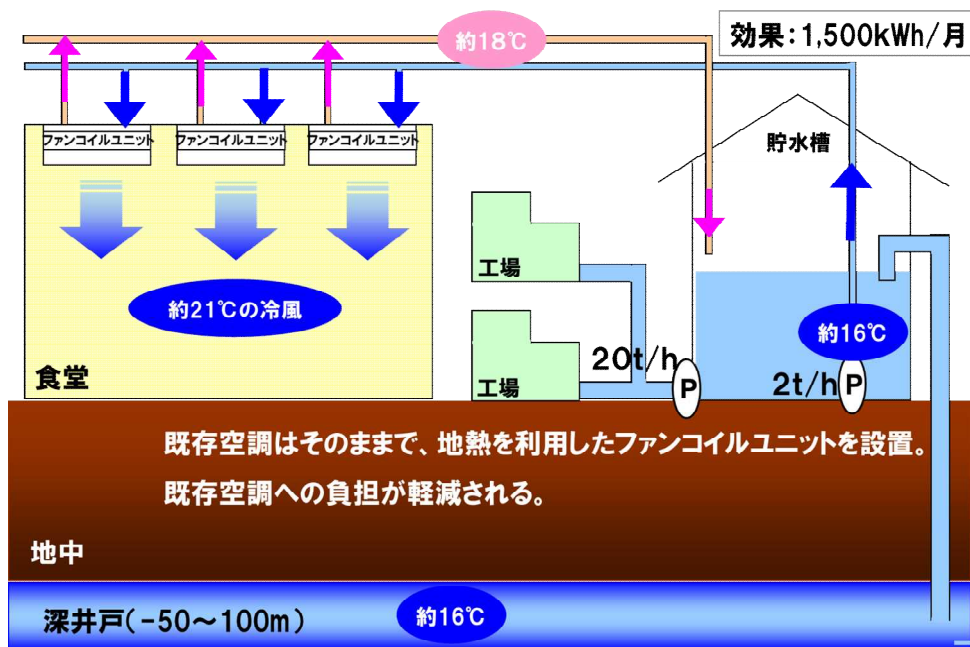 約18℃
効果:1,500kWh/月
ファンコイルユニット
ファンコイルユニット
ファンコイルユニット
貯水槽
工場
約21℃の冷風
約16℃
食堂
工場
20t/h
P
2t/h
P
既存空調はそのままで、地熱を利用したファンコイルユニットを設置。
既存空調への負担が軽減される。
地中
深井戸(-50~100m)
約16℃